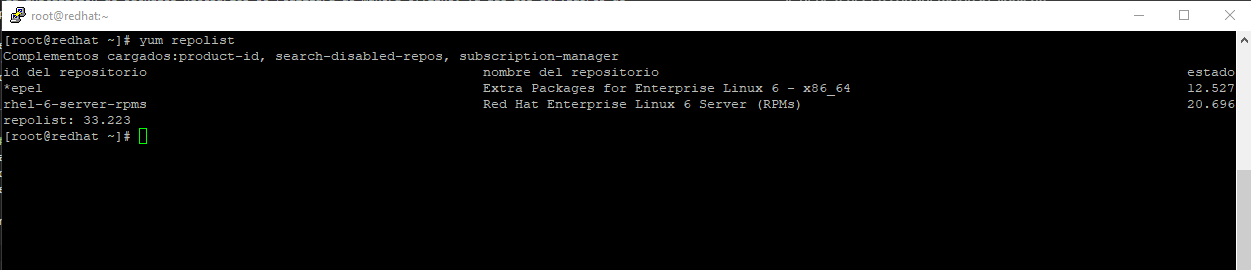 root@redhat:~
[root@redhat ~]# yum repolist
Complementos cargados:product-id, search-disabled-repos, subscription-manager
id del repositorio nombre del repositorio estado
*epel Extra Packages for Enterprise Linux 6 - x86_64 12.527
rhel-6-server-rpms Red Hat Enterprise Linux 6 Server (RPMs) 20.696
repolist: 33.223
[root@redhat ~]#